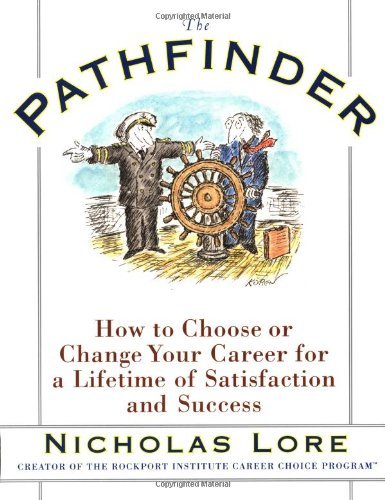 The
PATHFINDER
How to Choose or
Change Your Career for
a Lifetime of Satisfaction
and Success
NICHOLAS LORE
CREATOR OF THE ROCKPORT INSTITUTE CAREER CHOICE PROGRAM™